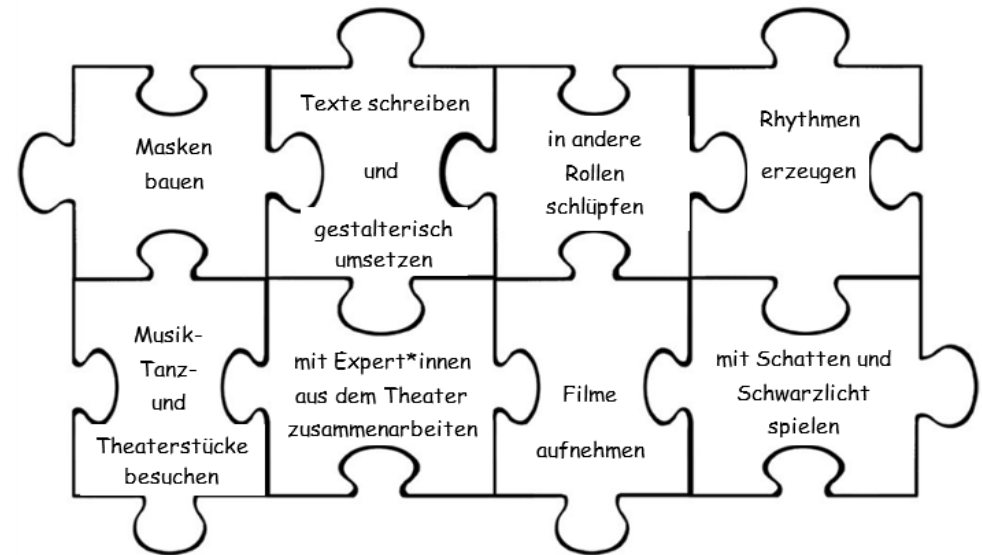 Masken
bauen
Texte schreiben
und
gestalterisch
umsetzen
in andere
Rollen
schlüpfen
Rhythmen
erzeugen
Musik-
Tanz-
und
Theaterstücke
besuchen
mit Expert*innen
aus dem Theater
zusammenarbeiten
Filme
aufnehmen
mit Schatten und
Schwarzlicht
spielen